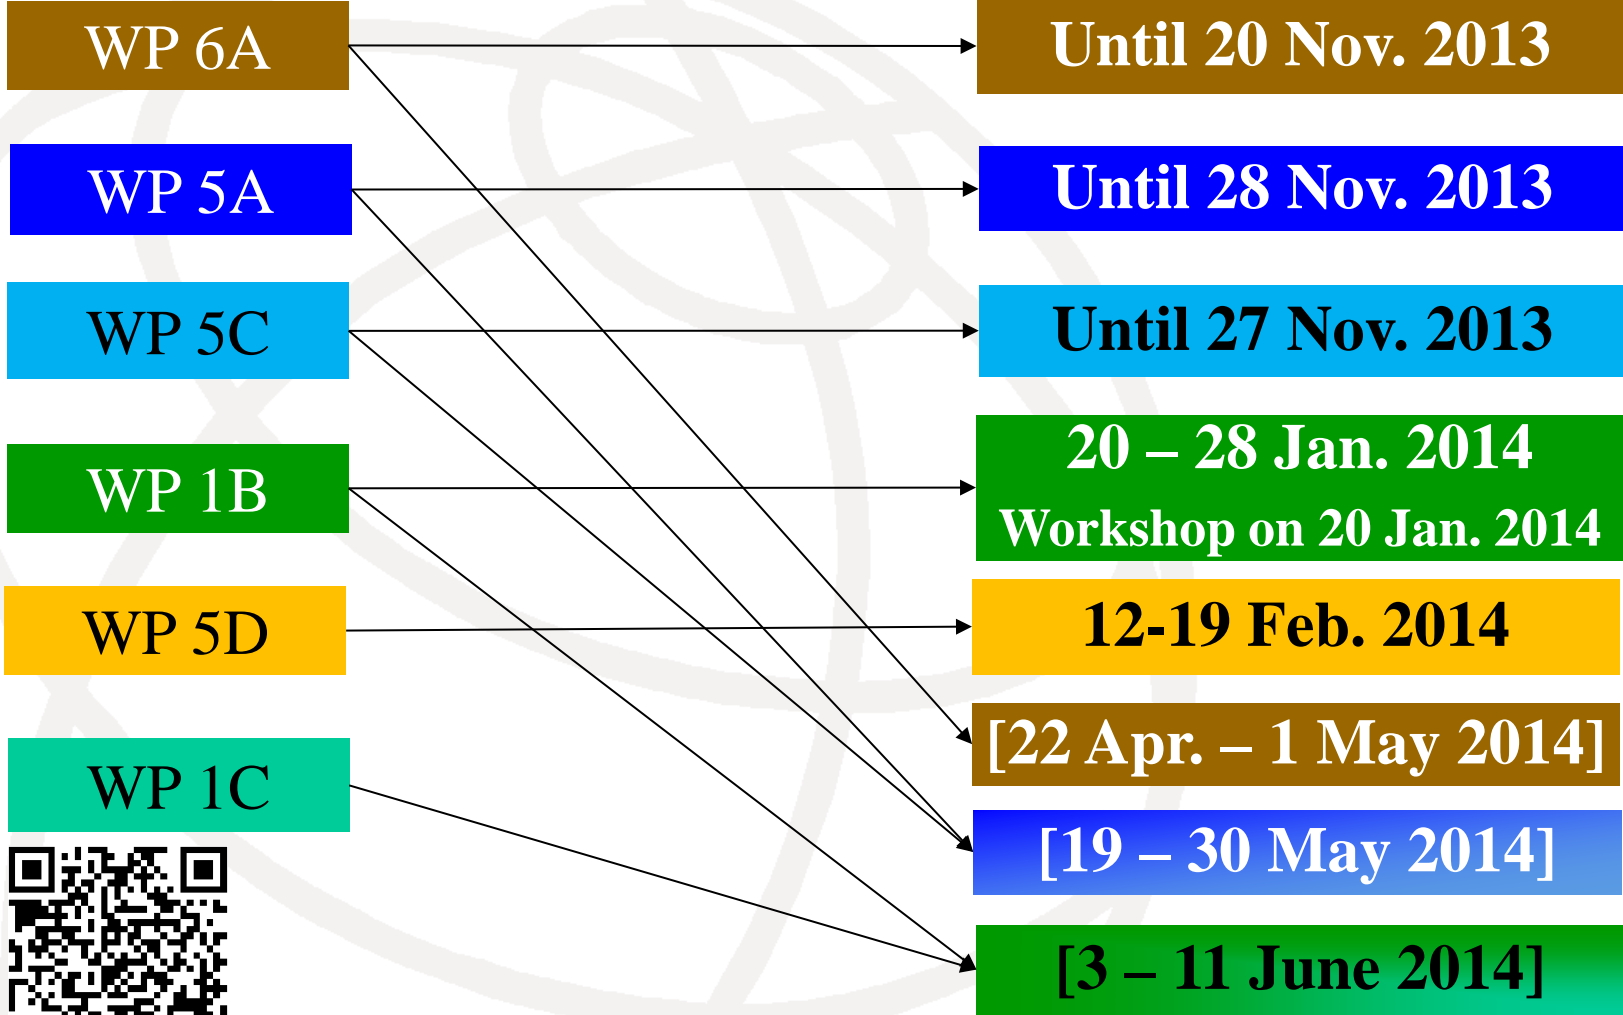 WP 6A
Until 20 Nov. 2013
WP 5A
Until 28 Nov. 2013
WP 5C
Until 27 Nov. 2013
WP 1B
20 – 28 Jan. 2014
Workshop on 20 Jan. 2014
WP 5D
12-19 Feb. 2014
[22 Apr. – 1 May 2014]
WP 1C
[19 – 30 May 2014]
[3 – 11 June 2014]